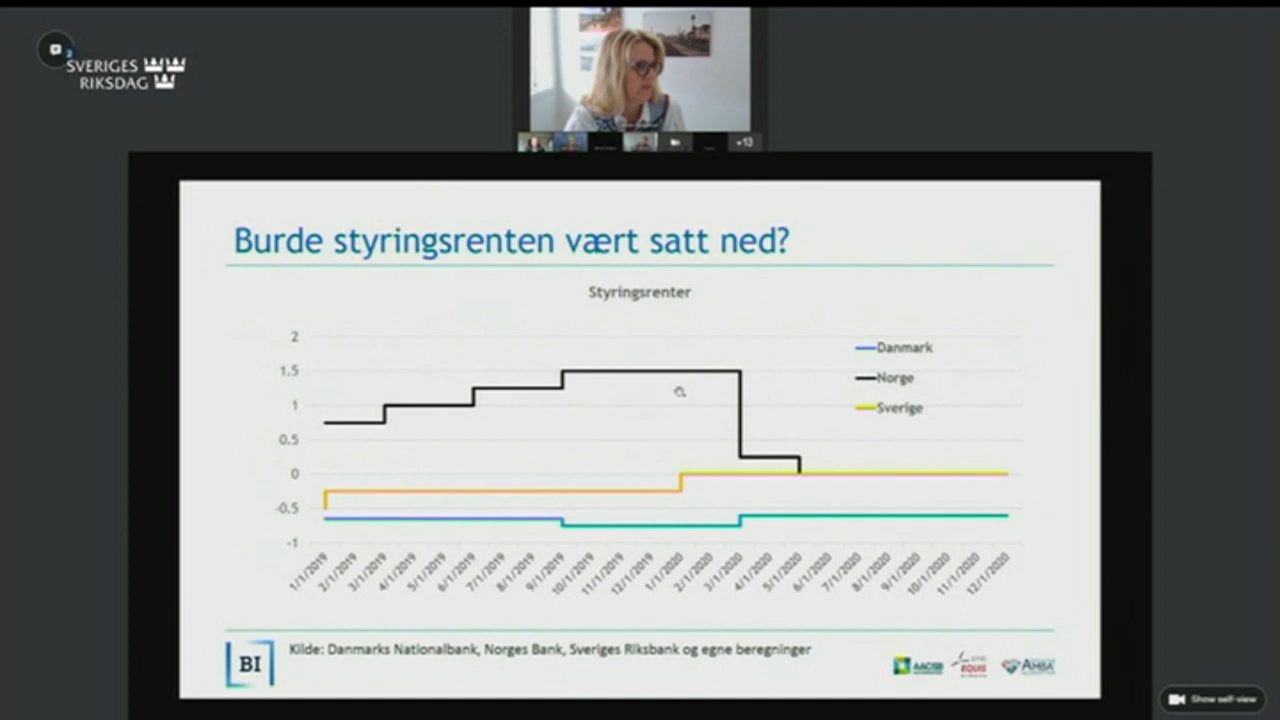 SVERIGES
RIKSDAG
+13
Burde styringsrenten vært satt ned?
Styringsrenter
2
1.5
1
0.5
0
-0.5
-1
Danmark
Norge
Sverige
1/1/2019
2/1/2019
3/1/2019
4/1/2019
5/1/2019
6/1/2019
7/1/2019
8/1/2019
9/1/2019
10/1/2019
11/1/2019
12/1/2019
1/1/2020
2/1/2020
3/1/2020
4/1/2020
5/1/2020
6/1/2020
7/1/2020
8/1/2020
9/1/2020
10/1/2020
11/1/2020
12/1/2020
BI
Kilde: Danmarks Nationalbank, Norges Bank, Sveriges Riksbank og egne beregninger
AACSB
EQUIS
AMBA
Show self-view